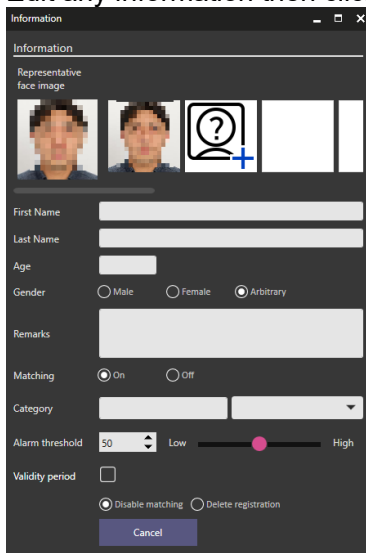 Information
Information
Representative
face image
First Name
Last Name
Age
Gender Male Female Arbitrary
Remarks
Matching On Off
Category
Alarm threshold 50 Low High
Validity period
Disable matching Delete registration
Cancel